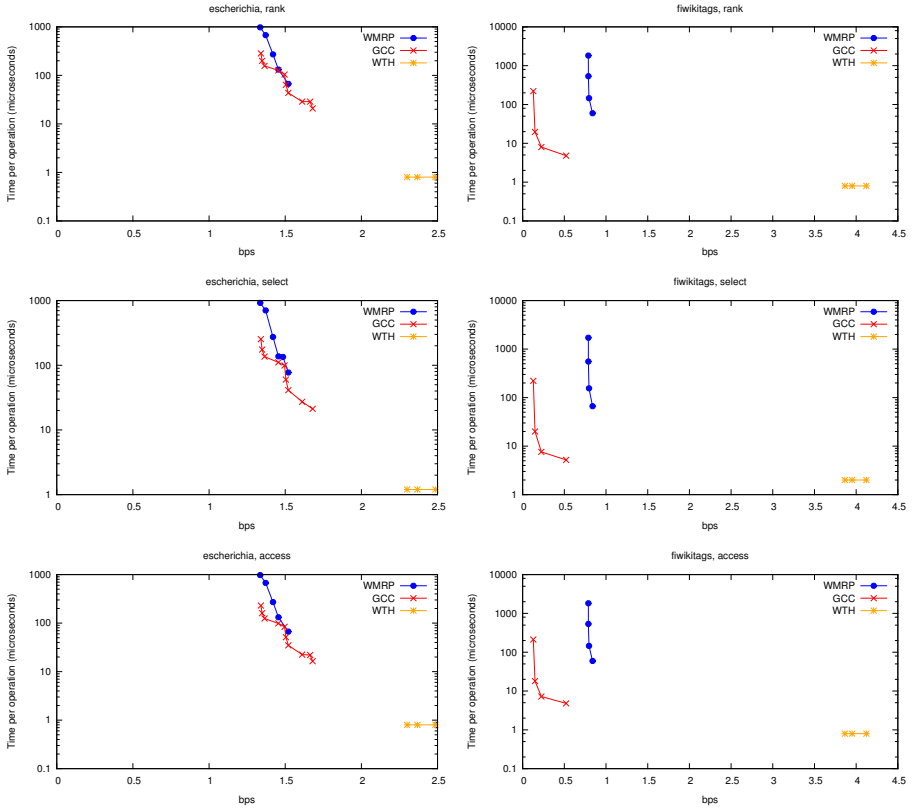 escherichia, rank
Time per operation (microseconds)
1000
100
10
1
0.1
0
0.5
1
1.5
2
2.5
bps
WMRP
GCC
WTH
fiwikitags, rank
Time per operation (microseconds)
10000
1000
100
10
1
0.1
0
0.5
1
1.5
2
2.5
3
3.5
4
4.5
bps
WMRP
GCC
WTH
escherichia, select
Time per operation (microseconds)
1000
100
10
1
0
0.5
1
1.5
2
2.5
bps
WMRP
GCC
WTH
fiwikitags, select
Time per operation (microseconds)
10000
1000
100
10
1
0
0.5
1
1.5
2
2.5
3
3.5
4
4.5
bps
WMRP
GCC
WTH
escherichia, access
Time per operation (microseconds)
1000
100
10
1
0.1
0
0.5
1
1.5
2
2.5
bps
WMRP
GCC
WTH
fiwikitags, access
Time per operation (microseconds)
10000
1000
100
10
1
0.1
0
0.5
1
1.5
2
2.5
3
3.5
4
4.5
bps
WMRP
GCC
WTH